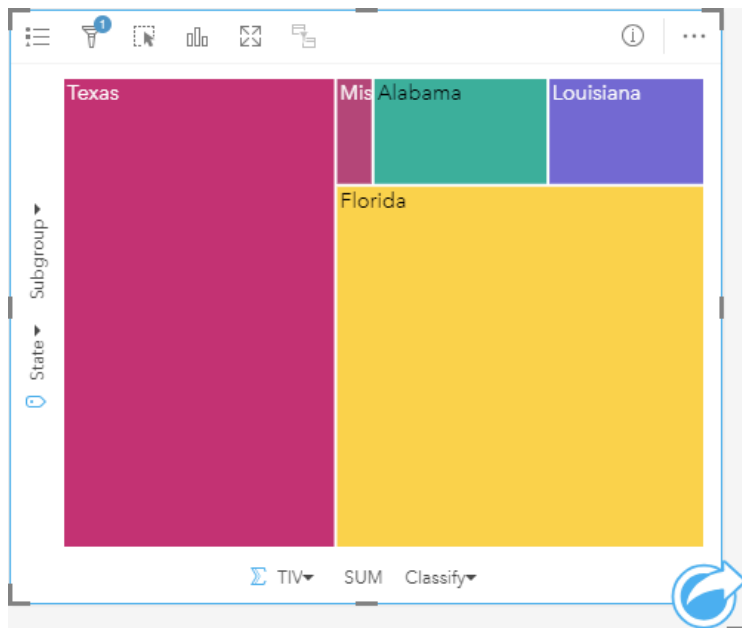 1
Texas
Mis
Alabama
Louisiana
Florida
Subgroup
State
TIV SUM Classify